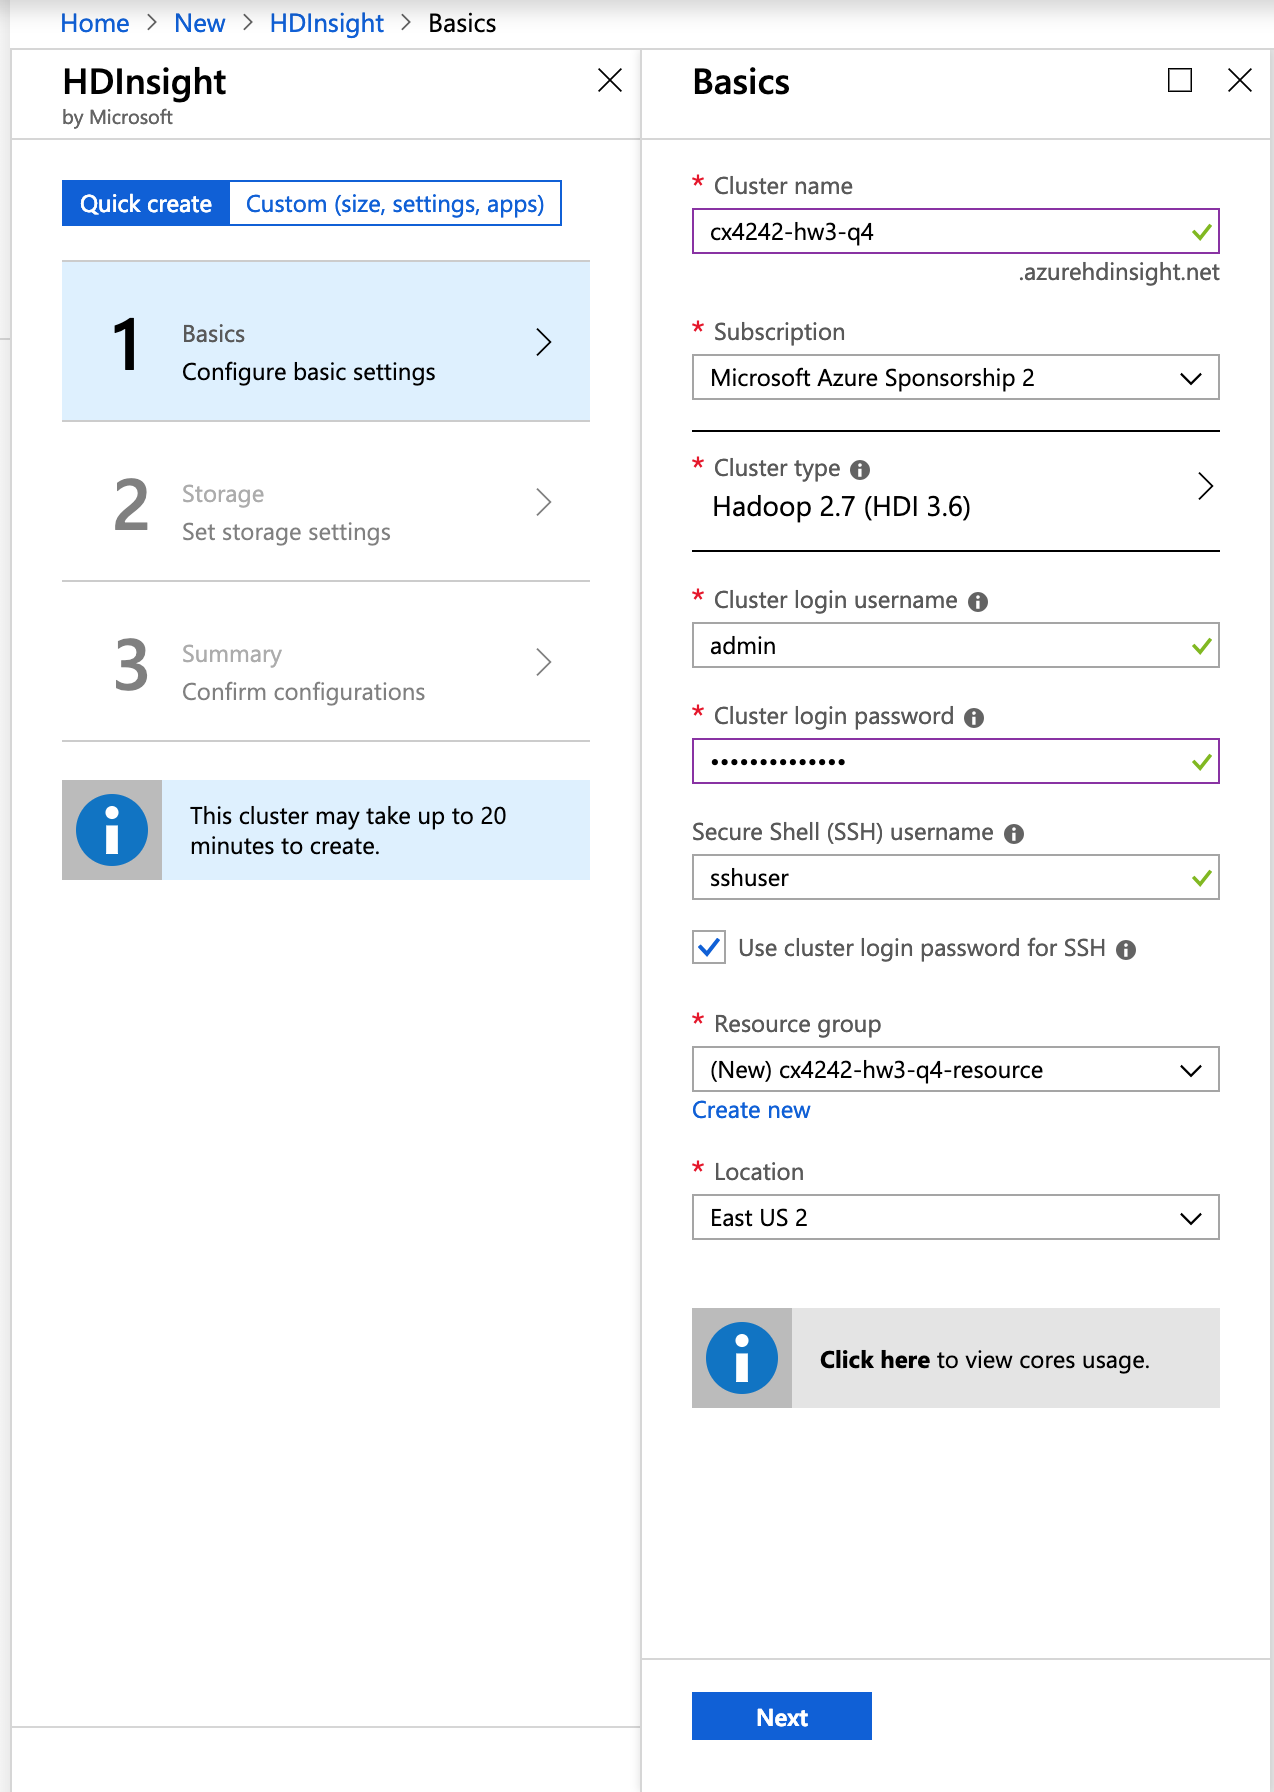 Home > New > HDInsight > Basics
HDInsight
by Microsoft
Quick create
Custom (size, settings, apps)
1
Basics
Configure basic settings
2
Storage
Set storage settings
3
Summary
Confirm configurations
This cluster may take up to 20
minutes to create.
Basics
* Cluster name
cx4242-hw3-q4
.azurehdinsight.net
* Subscription
Microsoft Azure Sponsorship 2
* Cluster type
Hadoop 2.7 (HDI 3.6)
* Cluster login username
admin
* Cluster login password
••••••••••••••
Secure Shell (SSH) username
sshuser
Use cluster login password for SSH
* Resource group
(New) cx4242-hw3-q4-resource
Create new
* Location
East US 2
Click here to view cores usage.
Next